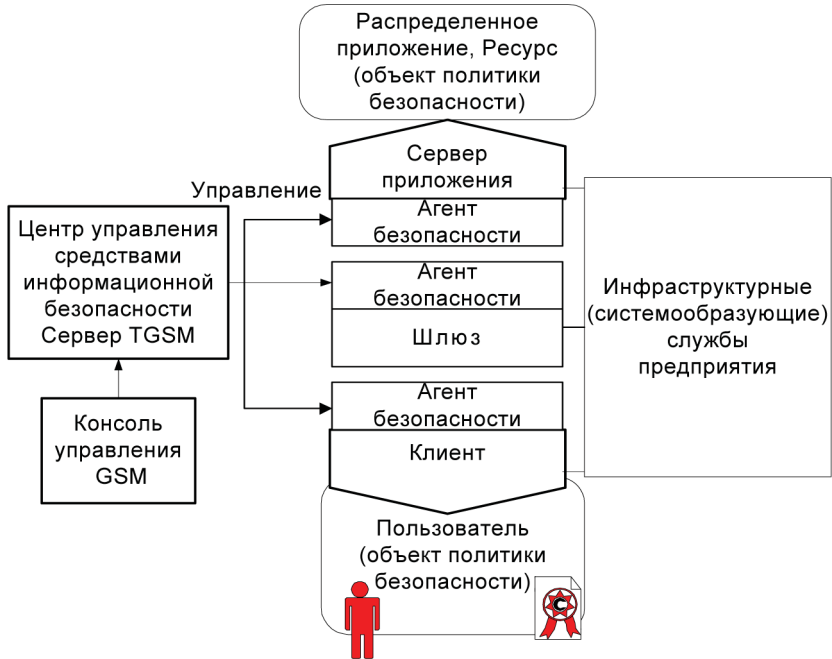 Распределенное
приложение, Ресурс
(объект политики
безопасности)
Сервер
приложения
Управление
Агент
безопасности
Центр управления
средствами
информационной
безопасности
Сервер TGSM
Агент
безопасности
Шлюз
Инфраструктурные
(системообразующие)
службы
предприятия
Агент
безопасности
Консоль
управления
GSM
Клиент
Пользователь
(объект политики
безопасности)
С